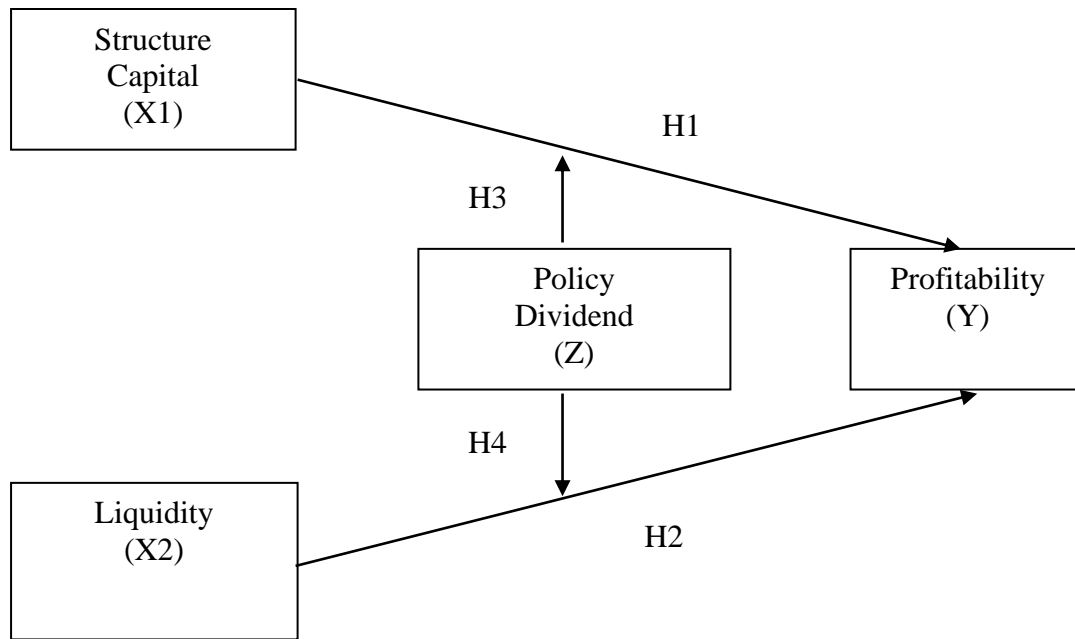 Structure
Capital
(X1)
H1
H3
Policy
Dividend
(Z)
Profitability
(Y)
H4
Liquidity
(X2)
H2